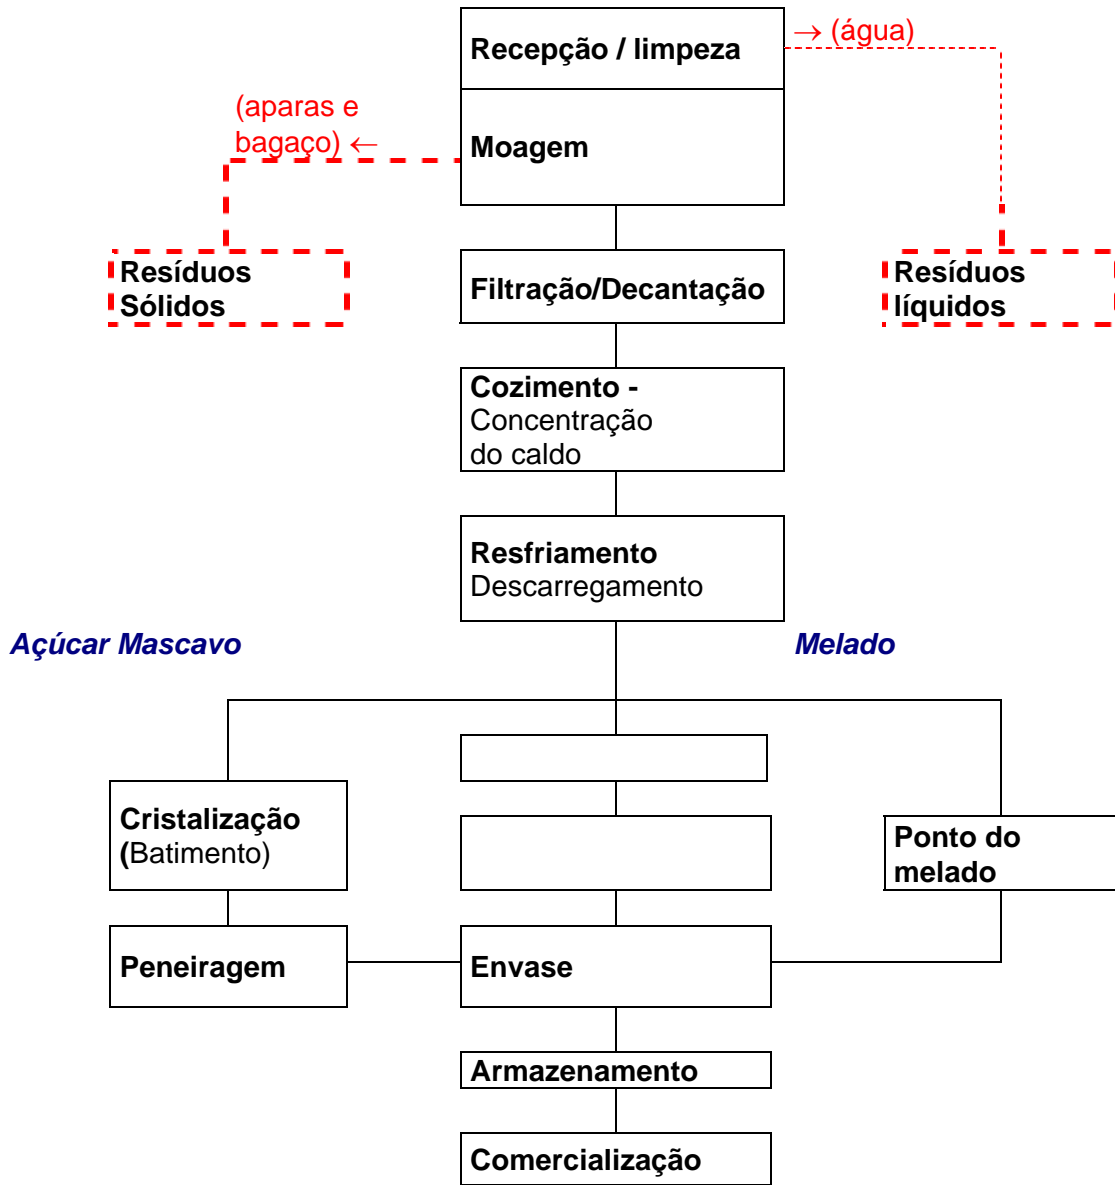 Recepção / limpeza
→ (água)
(aparas e
bagaço) ←
Moagem
Resíduos
Sólidos
Filtração/Decantação
Resíduos
líquidos
Cozimento -
Concentração
do caldo
Resfriamento
Descarregamento
Açúcar Mascavo
Melado
Cristalização
(Batimento)
Ponto do
melado
Peneiragem
Envase
Armazenamento
Comercialização